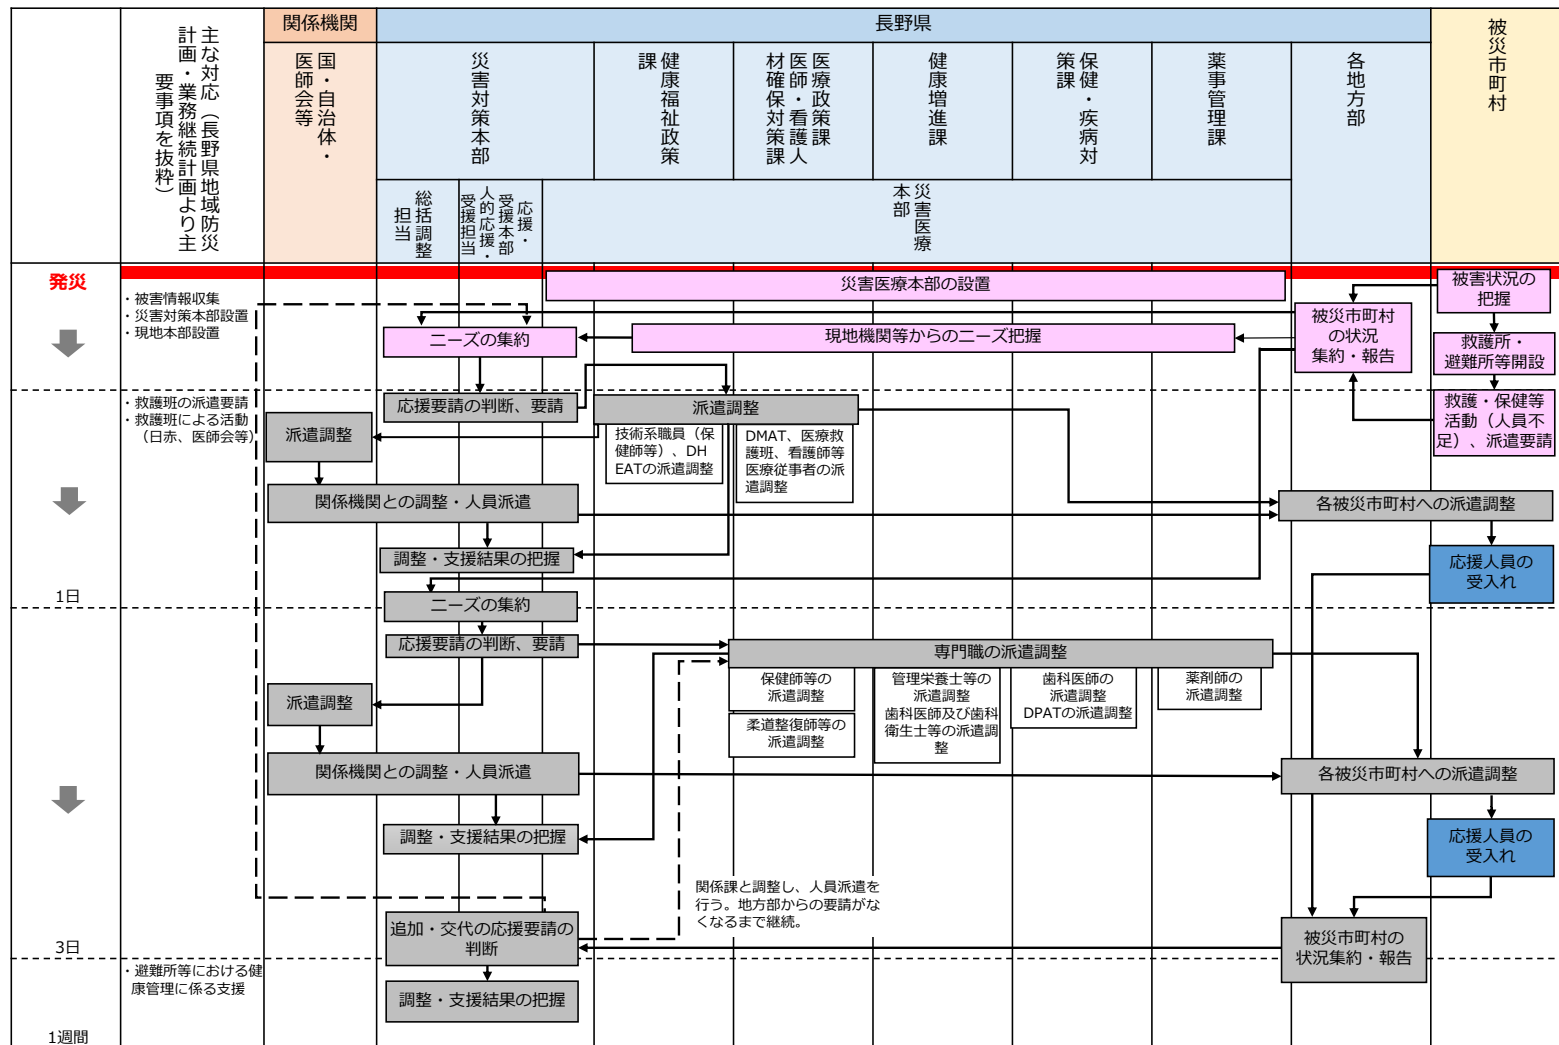 関係機関
長野県
被災市町村
主な対応（長野県地域防災
計画・業務継続計画より主
要事項を抜粋）
国・自治体・
医師会等
災害対策本部
健康福祉政策
課
医療政策課
医師・看護人
材確保対策課
健康増進課
保健・疾病対
策課
薬事管理課
各地方部
総括調整
担当
応援・
受援本部
人的応援・
受援担当
災害医療
本部
発災
・被害情報収集
・災害対策本部設置
・現地本部設置
災害医療本部の設置
被害状況の
把握
ニーズの集約
現地機関等からのニーズ把握
被災市町村
の状況
集約・報告
救護所・
避難所等開設
・救護班の派遣要請
・救護班による活動
（日赤、医師会等）
応援要請の判断、要請
派遣調整
救護・保健等
活動（人員不
足）、派遣要請
派遣調整
技術系職員（保
健師等）、DH
EATの派遣調整
DMAT、医療救
護班、看護師等
医療従事者の派
遣調整
関係機関との調整・人員派遣
各被災市町村への派遣調整
調整・支援結果の把握
応援人員の
受入れ
1日
ニーズの集約
応援要請の判断、要請
専門職の派遣調整
派遣調整
保健師等の
派遣調整
柔道整復師等の
派遣調整
管理栄養士等の
派遣調整
歯科医師及び歯科
衛生士等の派遣調
整
歯科医師の
派遣調整
DPATの派遣調整
薬剤師の
派遣調整
関係機関との調整・人員派遣
各被災市町村への派遣調整
調整・支援結果の把握
応援人員の
受入れ
関係課と調整し、人員派遣を
行う。地方部からの要請がな
くなるまで継続。
追加・交代の応援要請の
判断
被災市町村の
状況集約・報告
3日
・避難所等における健
康管理に係る支援
調整・支援結果の把握
1週間